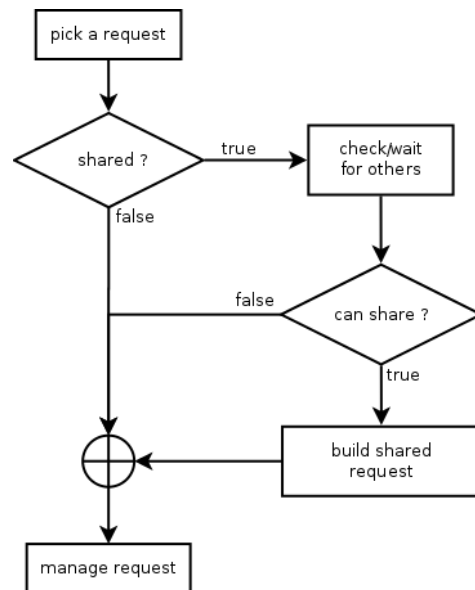 pick a request
shared ?
true
check/wait
for others
false
false
can share ?
true
build shared
request
manage request